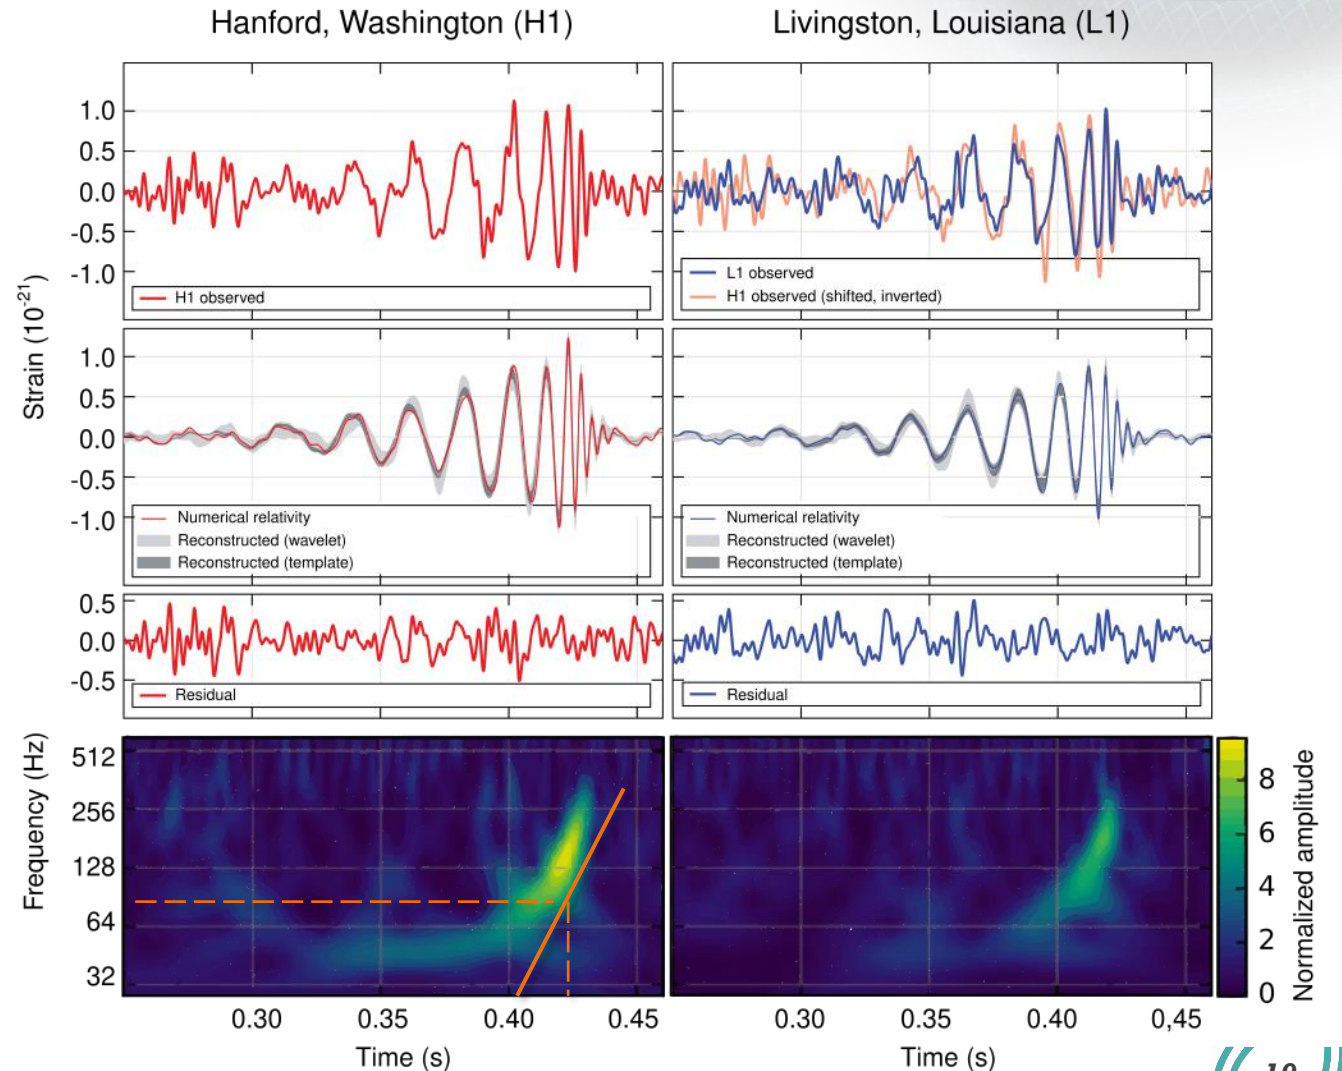 Hanford, Washington (H1)
Livingston, Louisiana (L1)
Strain (10-21)
1.0
0.5
0.0
-0.5
-1.0
H1 observed
L1 observed
H1 observed (shifted, inverted)
1.0
0.5
0.0
-0.5
-1.0
Numerical relativity
Reconstructed (wavelet)
Reconstructed (template)
Numerical relativity
Reconstructed (wavelet)
Reconstructed (template)
0.5
0.0
-0.5
Residual
Residual
Frequency (Hz)
512
256
128
64
32
0.30
0.35
0.40
0.45
Time (s)
0.30
0.35
0.40
0,45
Time (s)
8
6
4
2
0
Normalized amplitude